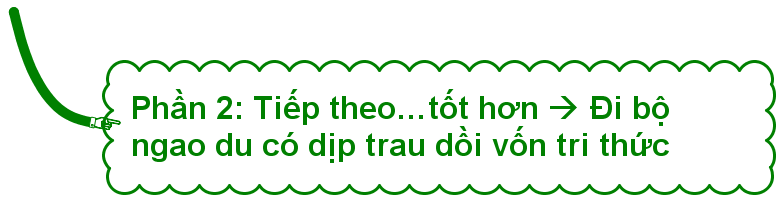 Phần 2: Tiếp theo...tốt hơn → Đi bộ
ngao du có dịp trau dồi vốn tri thức